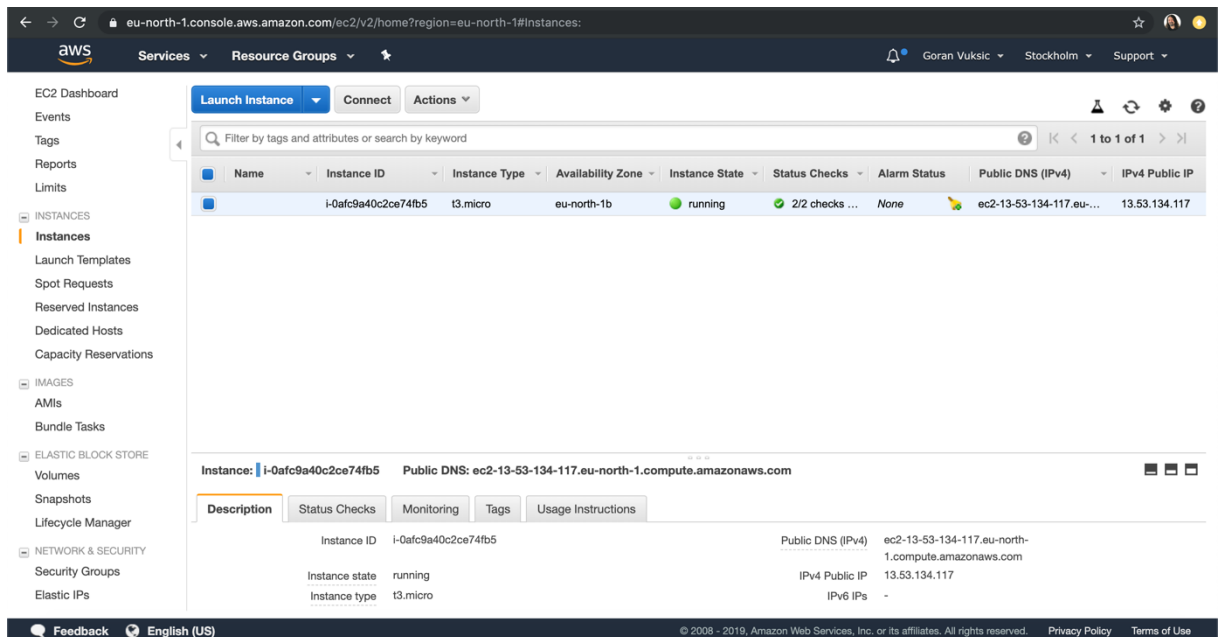 eu-north-1.console.aws.amazon.com/ec2/v2/home?region=eu-north-1#Instances:
aws Services Resource Groups Goran Vuksic Stockholm Support
EC2 Dashboard
Events
Tags
Reports
Limits
INSTANCES
Instances
Launch Templates
Spot Requests
Reserved Instances
Dedicated Hosts
Capacity Reservations
IMAGES
AMIs
Bundle Tasks
ELASTIC BLOCK STORE
Volumes
Snapshots
Lifecycle Manager
NETWORK & SECURITY
Security Groups
Elastic IPs
Launch Instance Connect Actions
Filter by tags and attributes or search by keyword 1 to 1 of 1
Name Instance ID Instance Type Availability Zone Instance State Status Checks Alarm Status Public DNS (IPv4) IPv4 Public IP
i-0afc9a40c2ce74fb5 t3.micro eu-north-1b running 2/2 checks ... None ec2-13-53-134-117.eu-... 13.53.134.117
Instance: i-0afc9a40c2ce74fb5 Public DNS: ec2-13-53-134-117.eu-north-1.compute.amazonaws.com
Description Status Checks Monitoring Tags Usage Instructions
Instance ID i-0afc9a40c2ce74fb5 Public DNS (IPv4) ec2-13-53-134-117.eu-north-
1.compute.amazonaws.com
Instance state running IPv4 Public IP 13.53.134.117
Instance type t3.micro IPv6 IPs -
Feedback English (US) © 2008 - 2019, Amazon Web Services, Inc. or its affiliates. All rights reserved. Privacy Policy Terms of Use